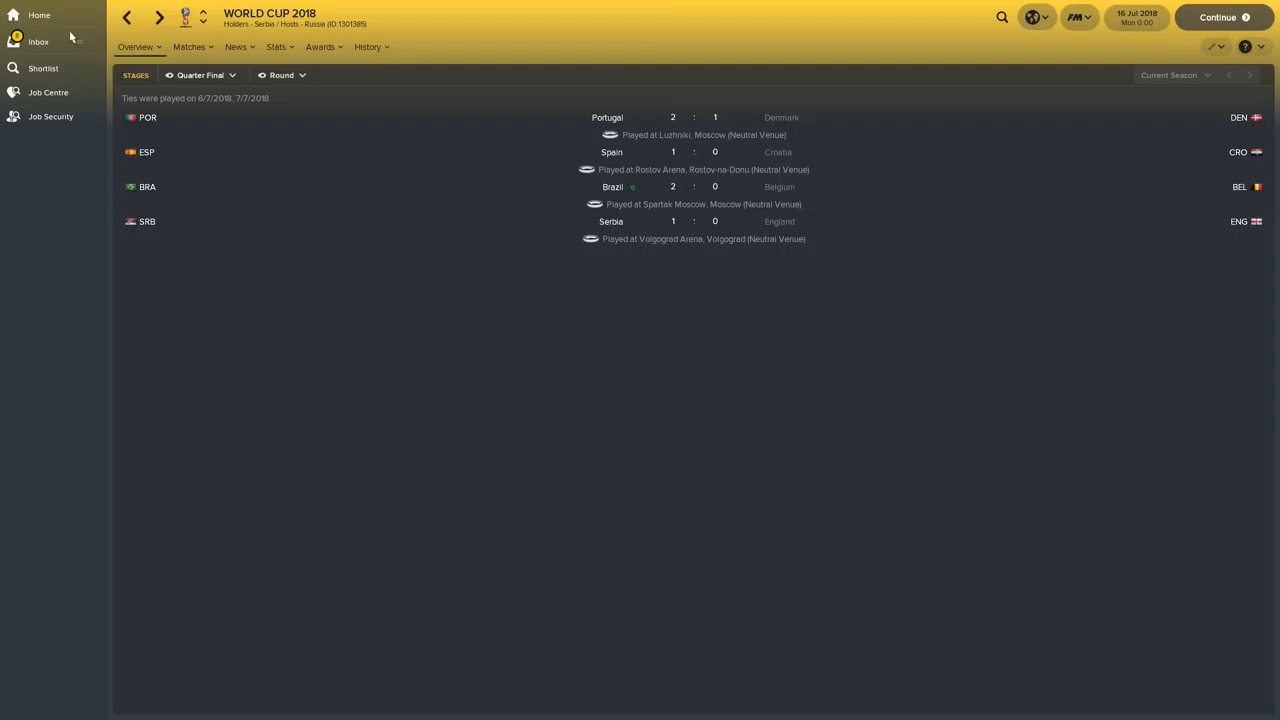 Home
8
Inbox
Shortlist
Job Centre
Job Security
WORLD CUP 2018
Holders - Serbia / Hosts - Russia (ID:1301385)
FM
16 Jul 2018
Mon 0:00
Continue
Overview Matches News Stats Awards History
?
STAGES Quarter Final Round Current Season
Ties were played on 6/7/2018, 7/7/2018
POR Portugal 2 : 1 Denmark DEN
Played at Luzhniki, Moscow (Neutral Venue)
ESP Spain 1 : 0 Croatia CRO
Played at Rostov Arena, Rostov-na-Donu (Neutral Venue)
BRA Brazil e 2 : 0 Belgium BEL
Played at Spartak Moscow, Moscow (Neutral Venue)
SRB Serbia 1 : 0 England ENG
Played at Volgograd Arena, Volgograd (Neutral Venue)